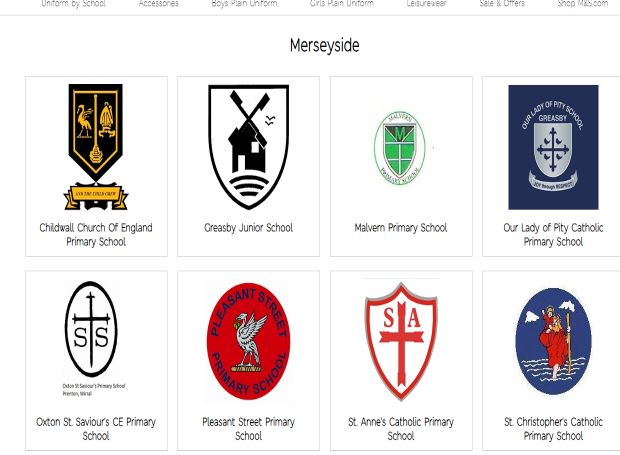 Uniform by School Accessories Boys Plain Uniform Girls Plain Uniform Leisurewear Sale & Offers Shop M&S.com
Merseyside
AND THE CHILD GREW
MALVERN
M
PRIMARY SCHOOL
OUR LADY OF PITY SCHOOL
GREASBY
JOY through RESPECT
Childwall Church Of England
Primary School
Greasby Junior School
Malvern Primary School
Our Lady of Pity Catholic
Primary School
S S
Oxton St Saviour's Primary School
Prenton, Wirral
PLEASANT STREET
PRIMARY SCHOOL
S A
Oxton St. Saviour's CE Primary
School
Pleasant Street Primary
School
St. Anne's Catholic Primary
School
St. Christopher's Catholic
Primary School